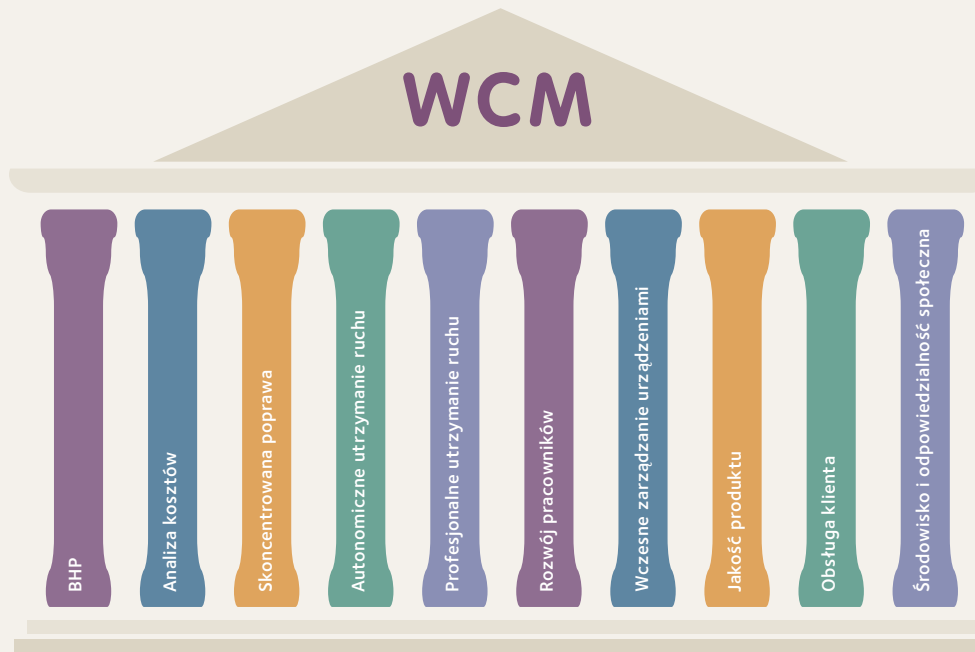 WCM
BHP
Analiza kosztów
Skoncentrowana poprawa
Autonomiczne utrzymanie ruchu
Profesjonalne utrzymanie ruchu
Rozwój pracowników
Wczesne zarządzanie urządzeniami
Jakość produktu
Obsługa klienta
Środowisko i odpowiedzialność społeczna